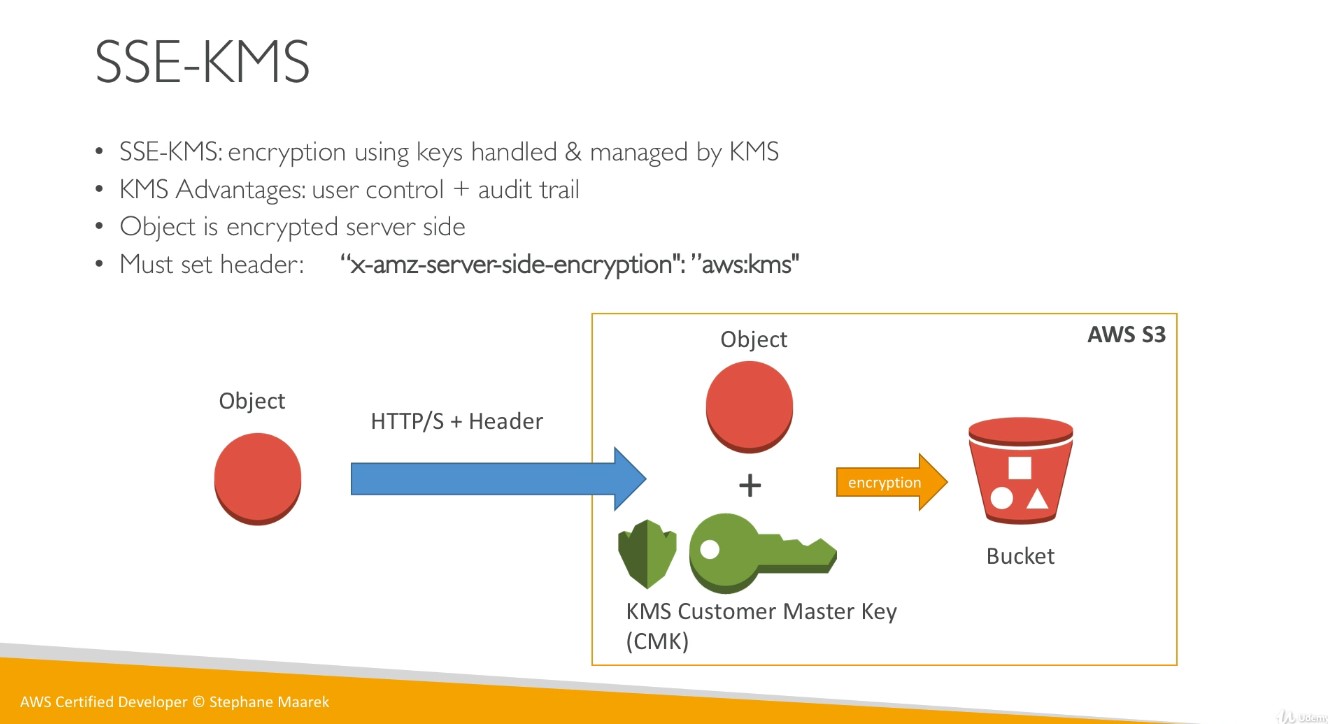 SSE-KMS
• SSE-KMS: encryption using keys handled & managed by KMS
• KMS Advantages: user control + audit trail
• Object is encrypted server side
• Must set header: “x-amz-server-side-encryption": ”aws:kms"
AWS S3
Object
Object
HTTP/S + Header
+
encryption
Bucket
KMS Customer Master Key
(CMK)
AWS Certified Developer © Stephane Maarek
Udemy